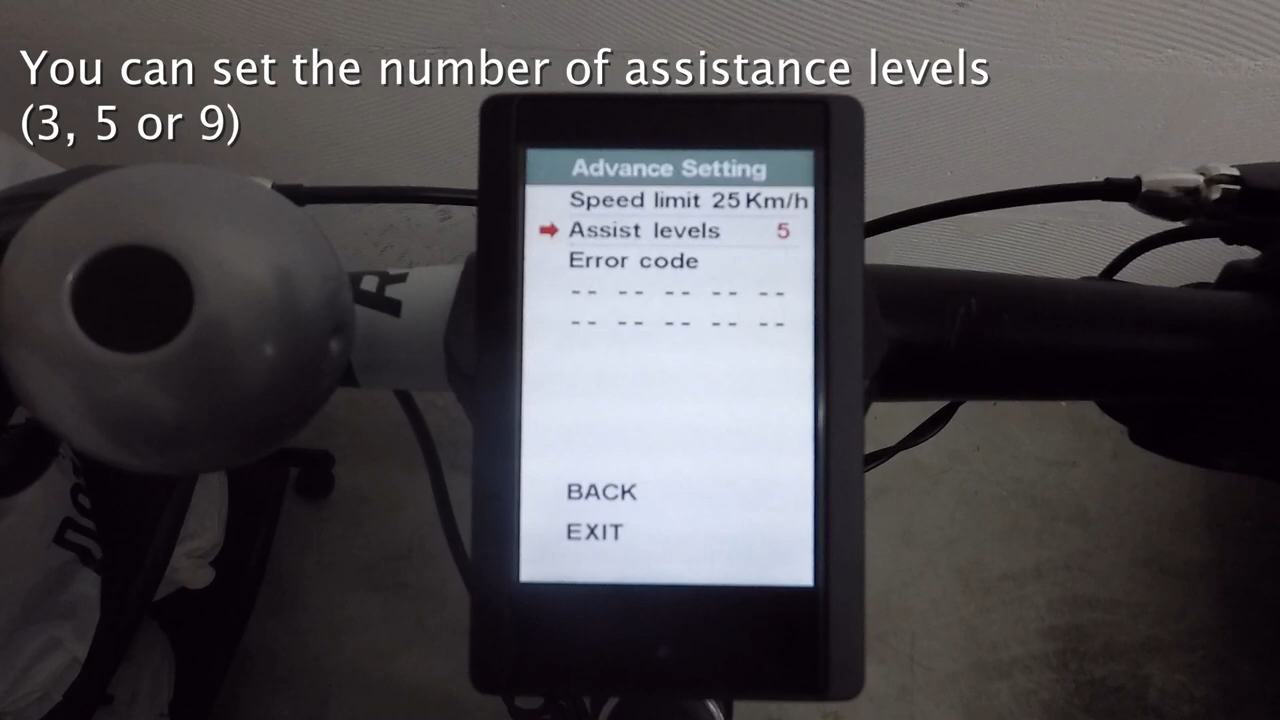 You can set the number of assistance levels
(3, 5 or 9)
Advance Setting
Speed limit 25 Km/h
Assist levels 5
Error code
-- -- -- -- --
-- -- -- -- --
BACK
EXIT
R